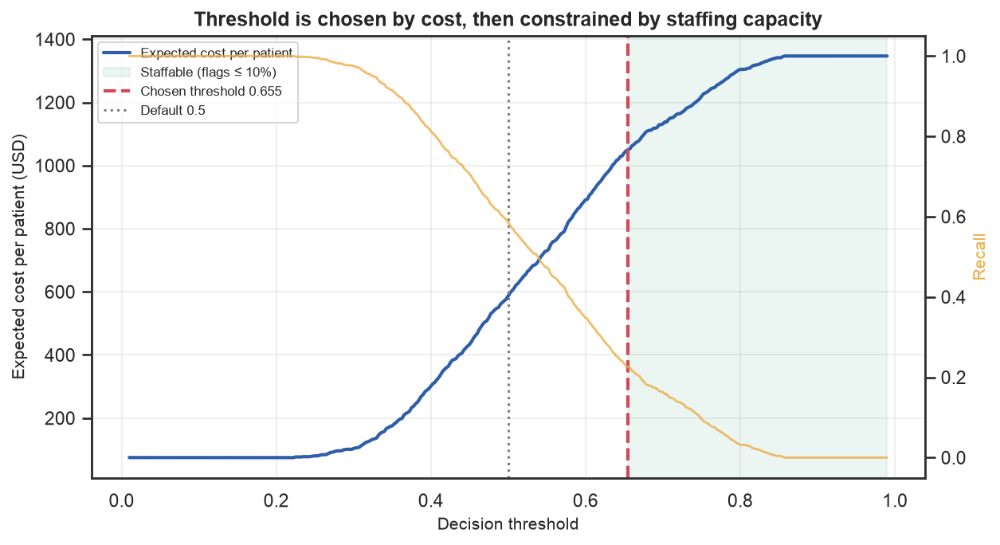 Threshold is chosen by cost, then constrained by staffing capacity
Expected cost per patient
Staffable (flags ≤ 10%)
Chosen threshold 0.655
Default 0.5
Expected cost per patient (USD)
1400
1200
1000
800
600
400
200
1.0
0.8
0.6
0.4
0.2
0.0
Recall
0.0 0.2 0.4 0.6 0.8 1.0
Decision threshold